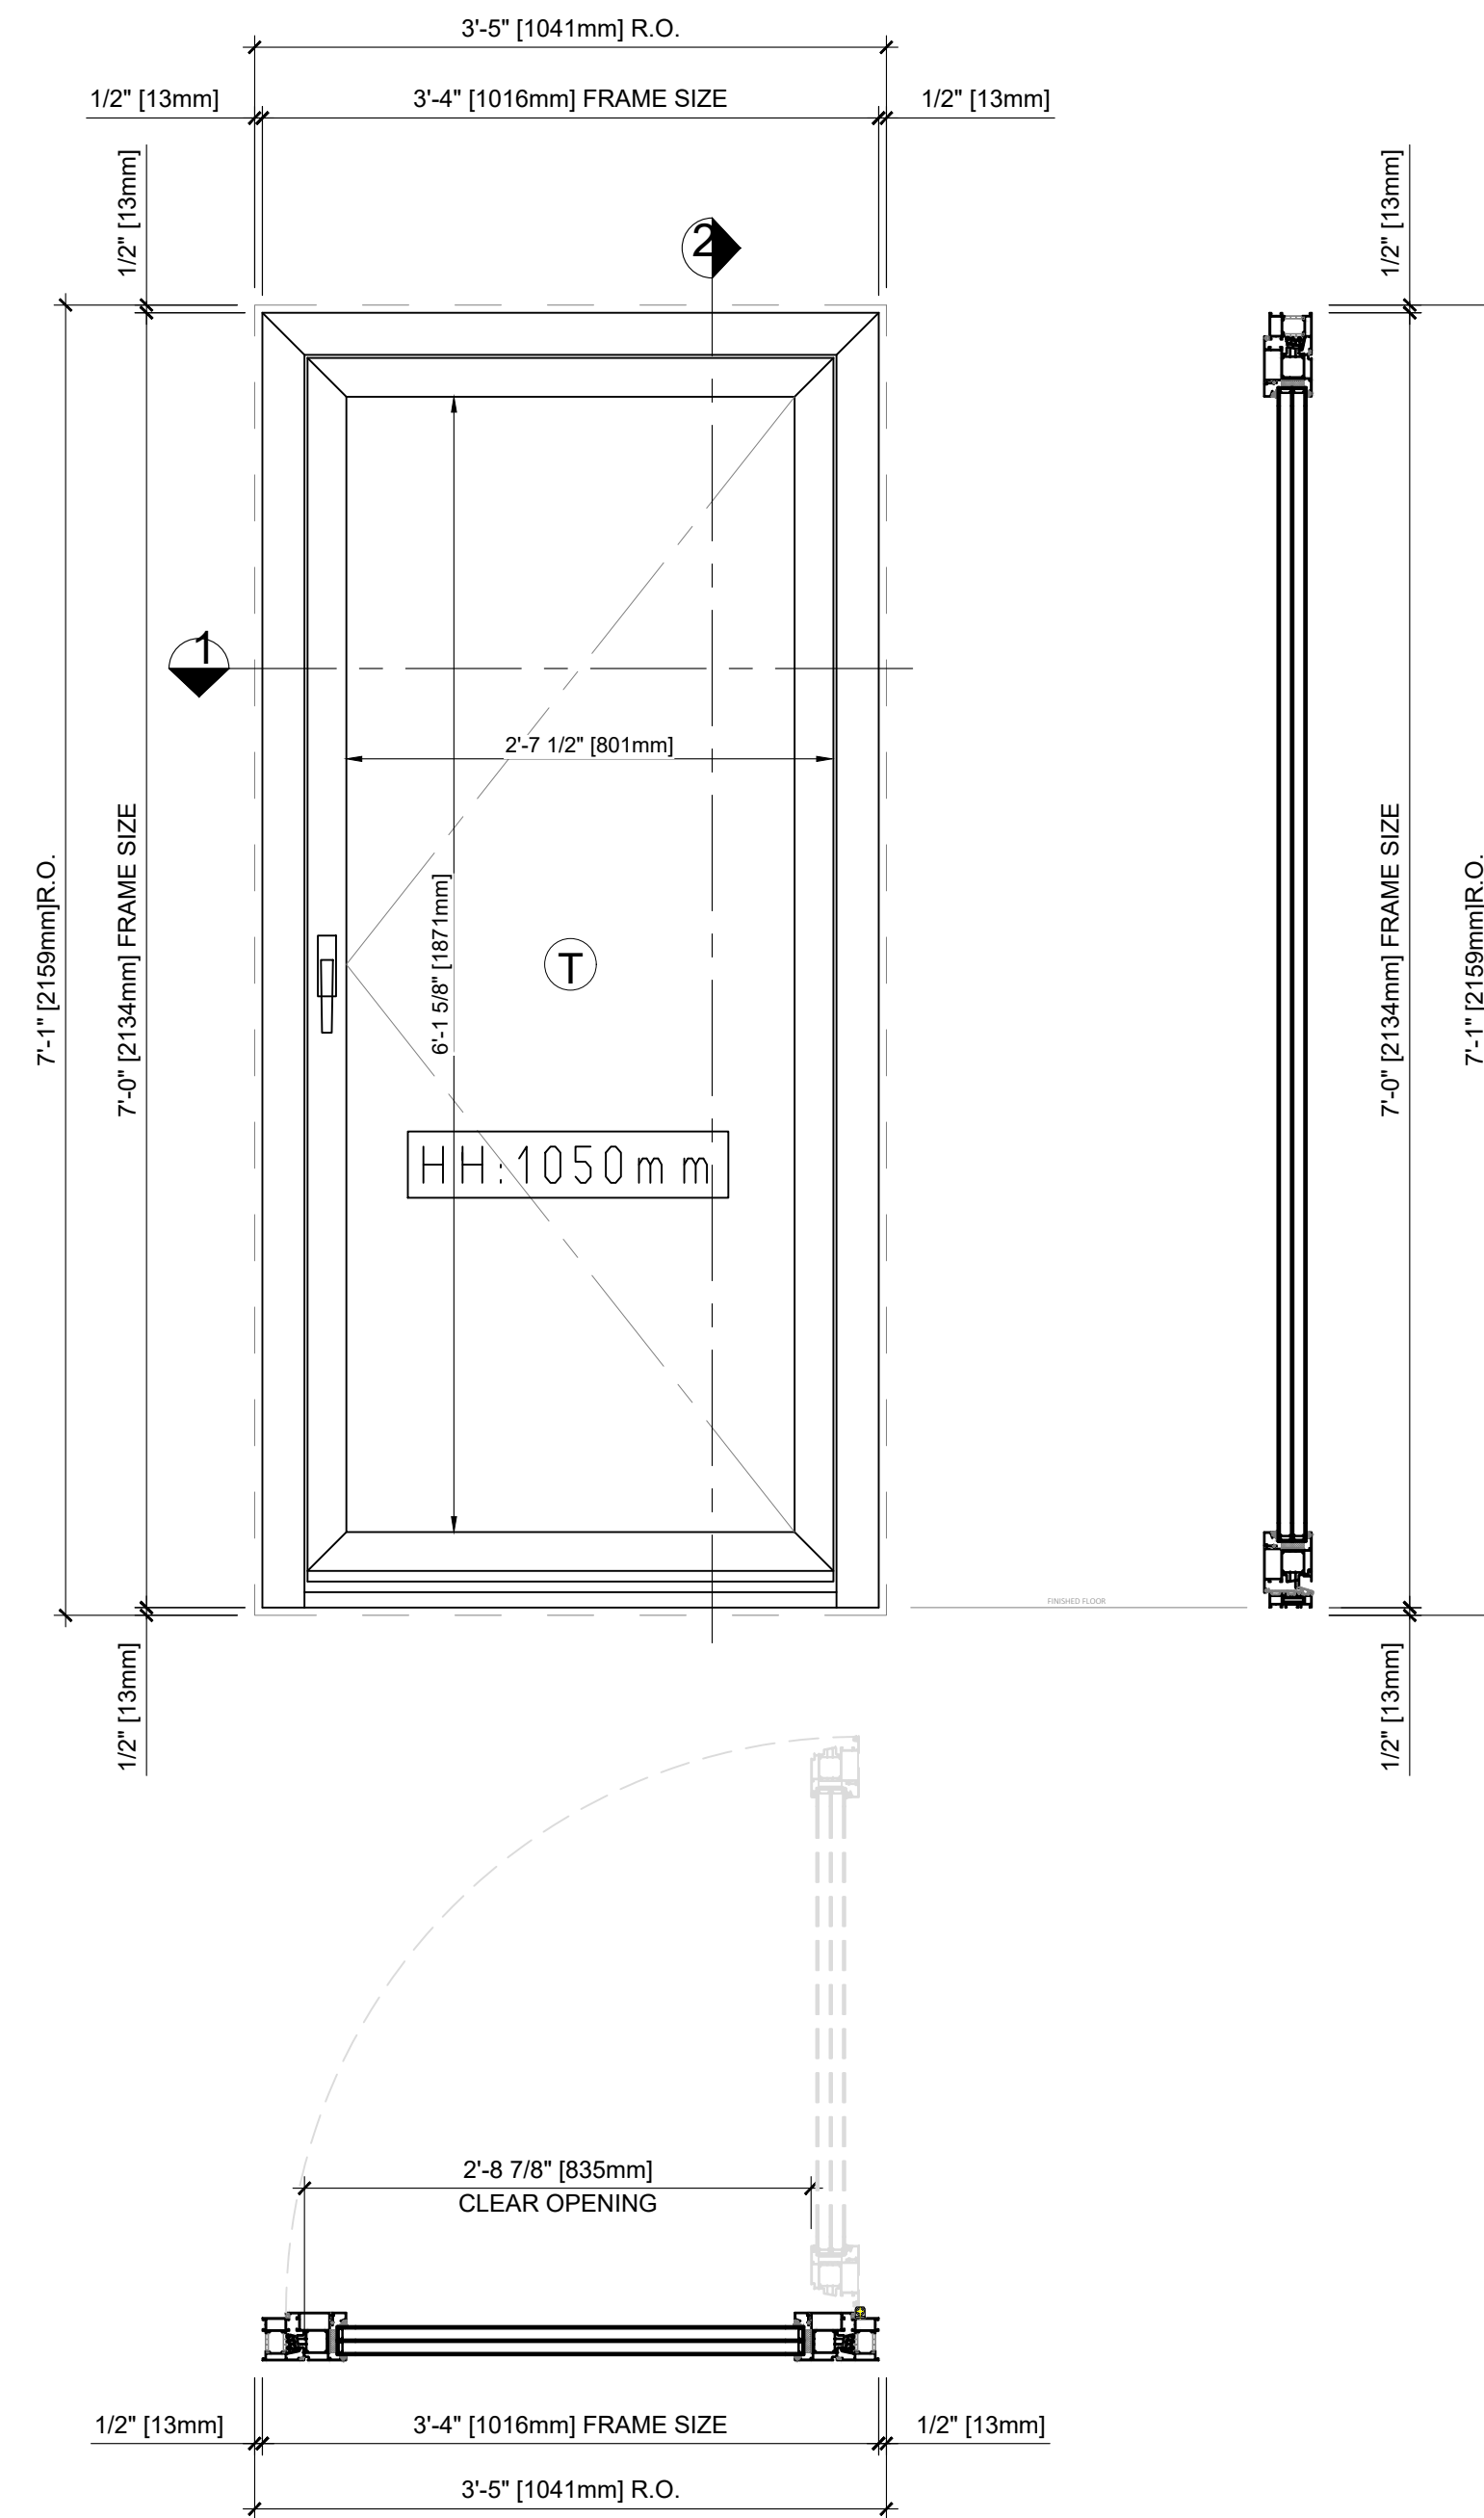 3'-5" [1041mm] R.O.
1/2" [13mm]
3'-4" [1016mm] FRAME SIZE
1/2" [13mm]
1/2" [13mm]
1/2" [13mm]
2
1
2'-7 1/2" [801mm]
7'-1" [2159mm]R.O.
7'-0" [2134mm] FRAME SIZE
6'-1 5/8" [1871mm]
T
7'-0" [2134mm] FRAME SIZE
7'-1" [2159mm]R.O.
HH:1050mm
FINISHED FLOOR
1/2" [13mm]
1/2" [13mm]
2'-8 7/8" [835mm]
CLEAR OPENING
1/2" [13mm]
3'-4" [1016mm] FRAME SIZE
1/2" [13mm]
3'-5" [1041mm] R.O.